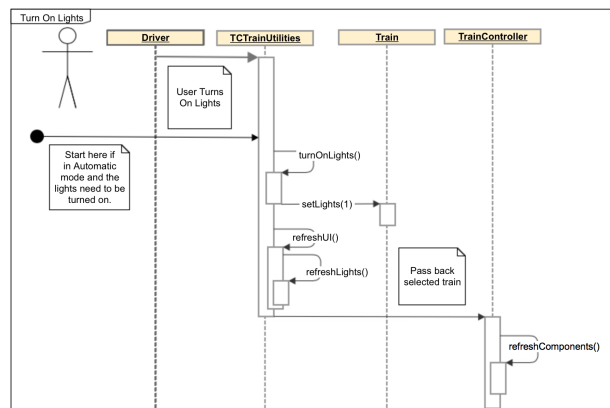 Turn On Lights
Driver
TCTrainUtilities
Train
TrainController
User Turns
On Lights
Start here if
in Automatic
mode and the
lights need to be
turned on.
turnOnLights()
setLights(1)
refreshUI()
refreshLights()
Pass back
selected train
refreshComponents()